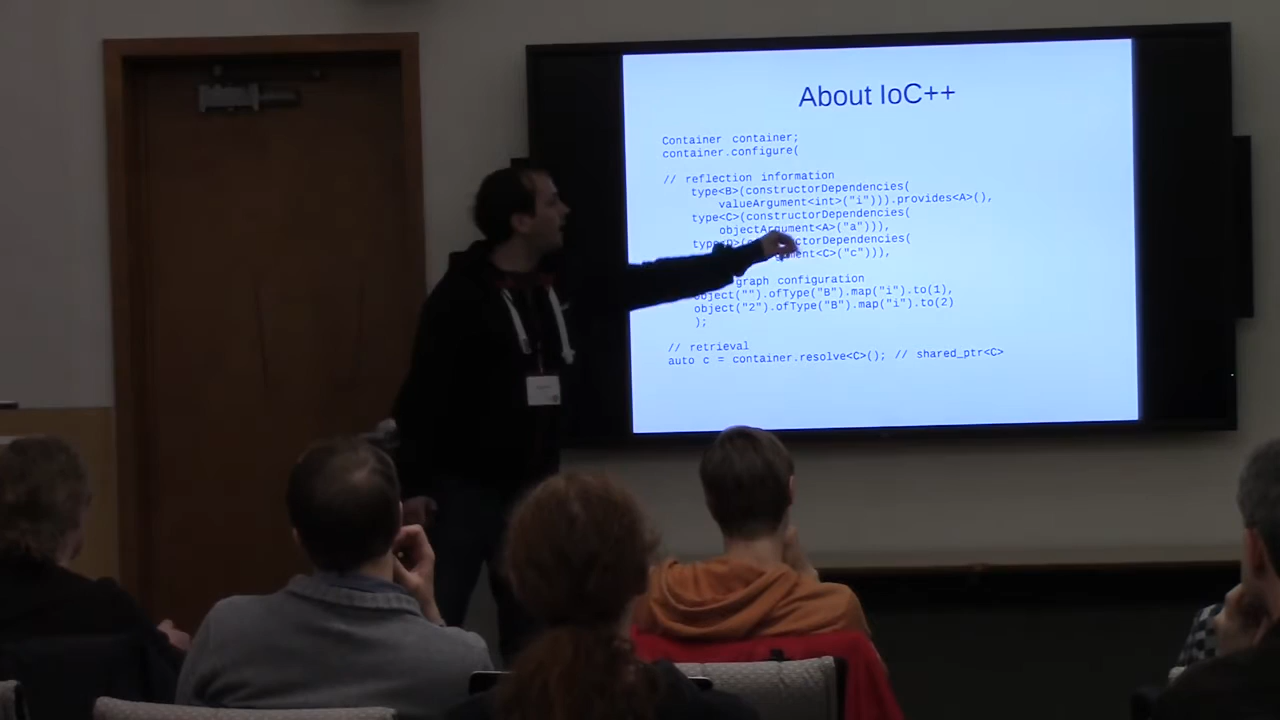 About IoC++
Container container;
container.configure(
// reflection information
type<B>(constructorDependencies(
valueArgument<int>("i"))).provides<A>(),
type<C>(constructorDependencies(
objectArgument<A>("a"))),
ctorDependencies(
ment<C>("c"))),
graph configuration
object("").ofType("B").map("i").to(1),
object("2").ofType("B").map("i").to(2)
);
// retrieval
auto c = container.resolve<C>(); // shared_ptr<C>